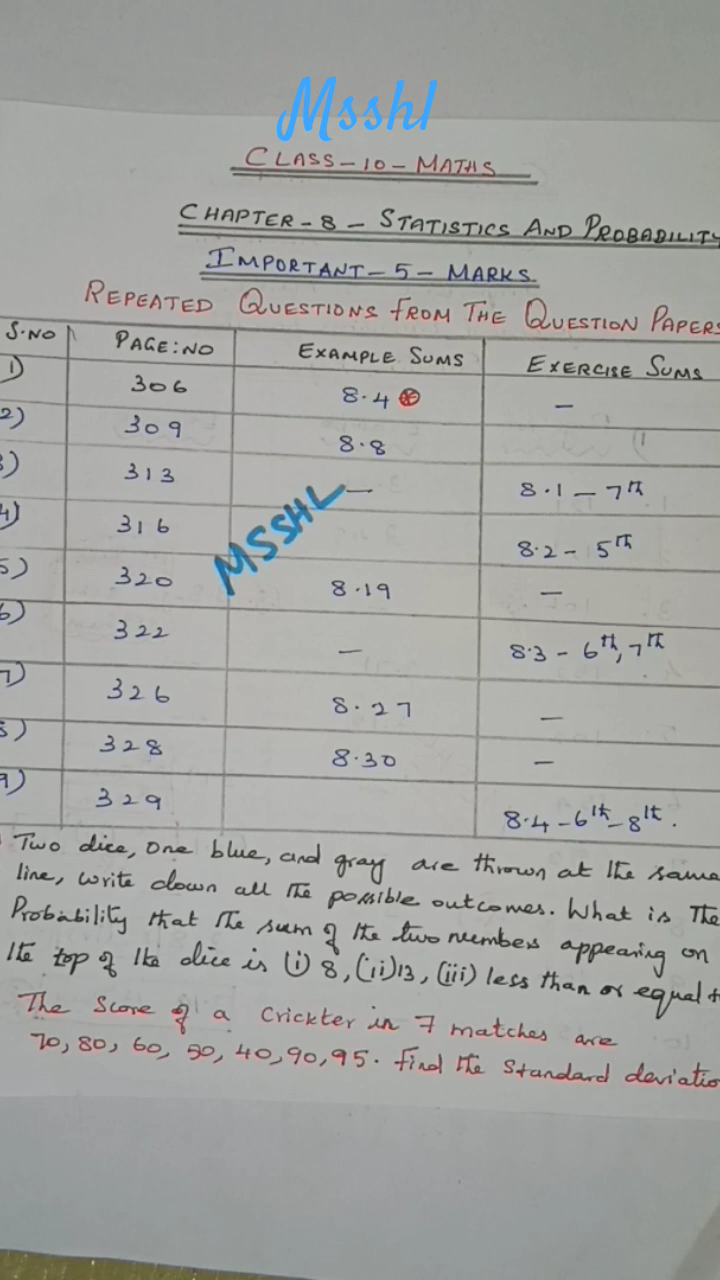 Msshl
CLASS-10-MATHS
CHAPTER-8-STATISTICS AND PROBABILITY
IMPORTANT-5-MARKS
REPEATED QUESTIONS FROM THE QUESTION PAPERS
S.NO PAGE:NO EXAMPLE SUMS EXERCISE SUMS
1) 306 8.4 —
2) 309 8.8
3) 313 — 8.1 - 7th
MSSHL
4) 316 8.2 - 5th
5) 320 8.19 —
6) 322 — 8.3 - 6th, 7th
7) 326 8.27 —
8) 328 8.30 —
9) 329 8.4-6th-8th.
Two dice, one blue, and gray are thrown at the same
line, write down all the possible outcomes. What is The
Probability that the sum of the two numbers appearing on
the top of the dice is (i) 8, (ii) 13, (iii) less than or equal to
The Score of a Crickter in 7 matches are
70, 80, 60, 50, 40, 90, 95. Find the Standard deviatio